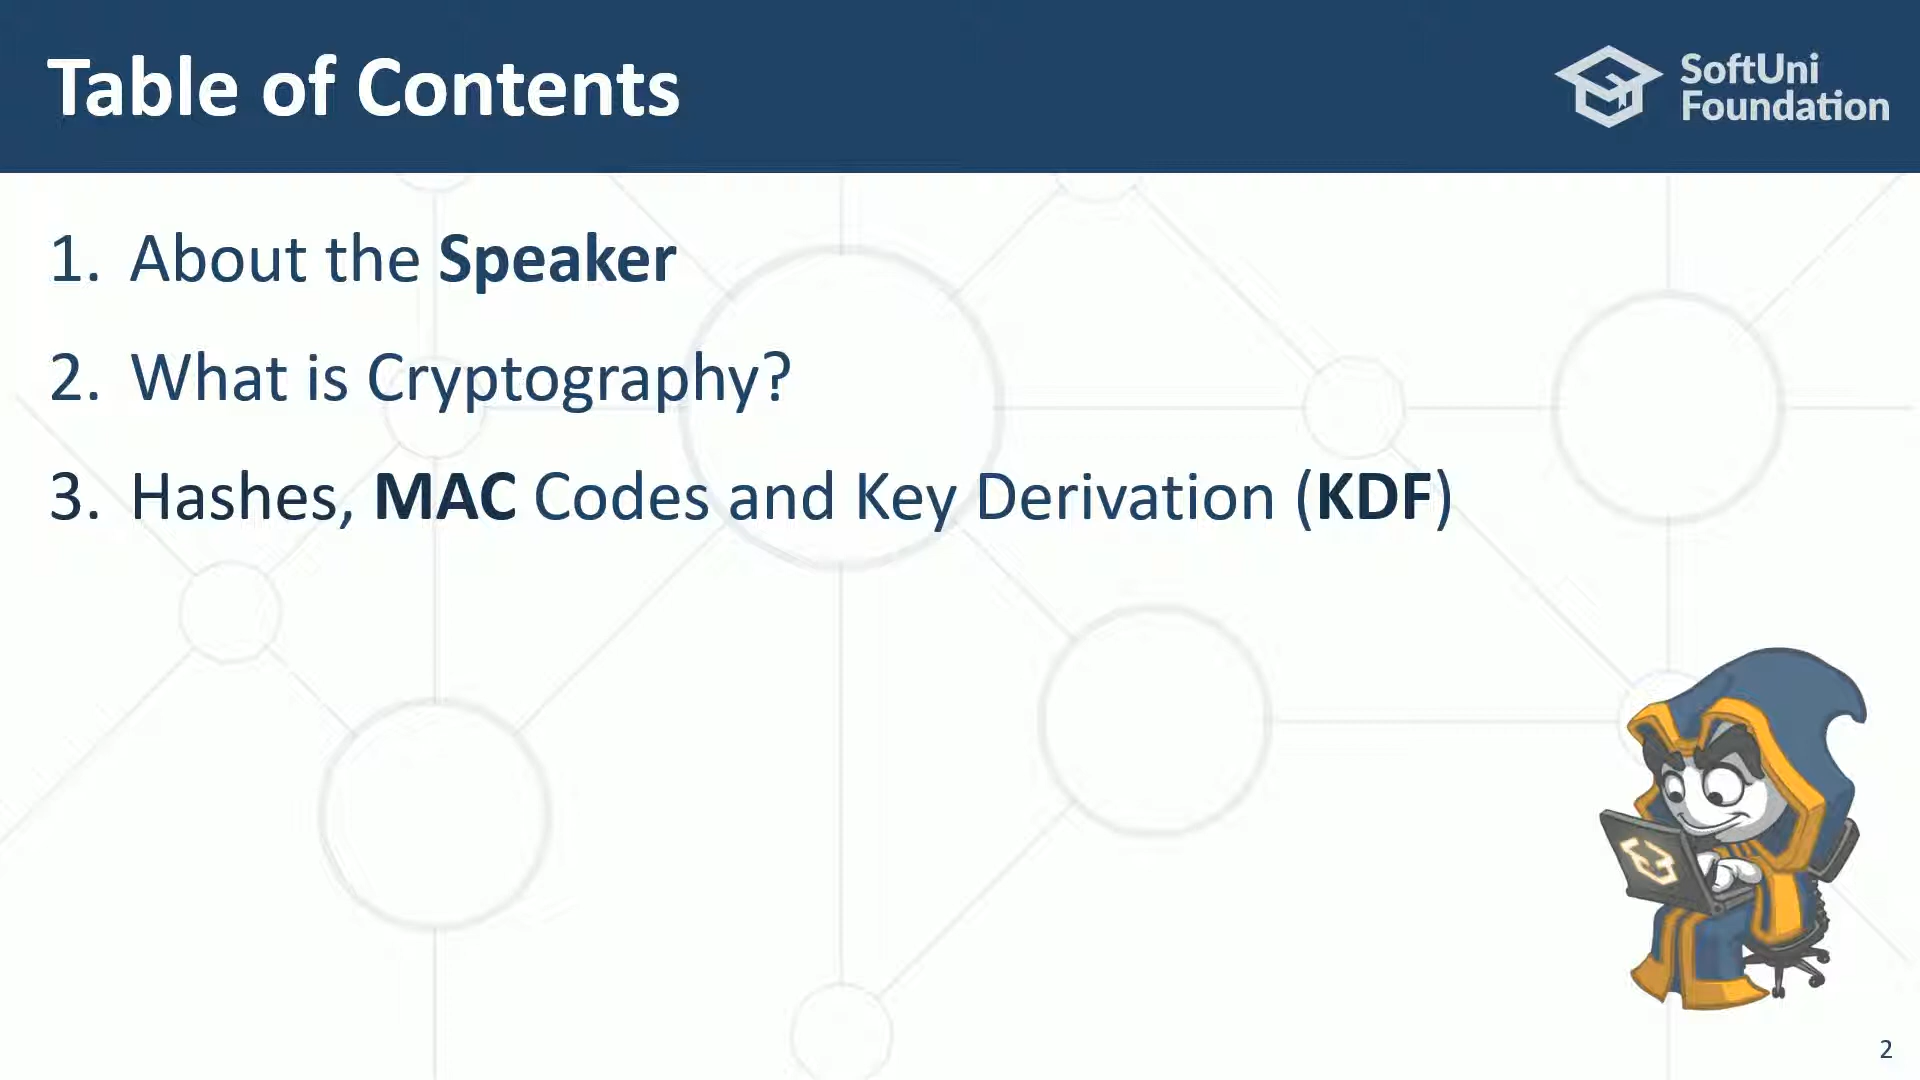 Table of Contents
SoftUni
Foundation
1. About the Speaker
2. What is Cryptography?
3. Hashes, MAC Codes and Key Derivation (KDF)
2